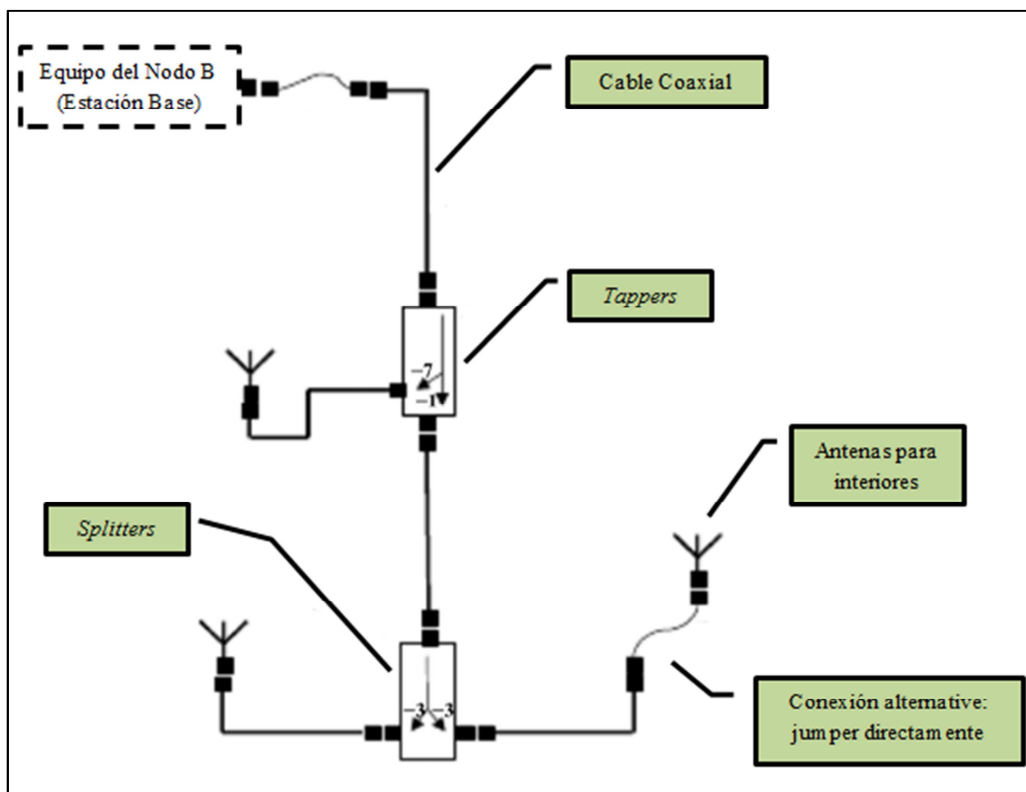 Equipo del Nodo B
(Estación Base)
Cable Coaxial
Tappers
−7
−1
Antenas para
interiores
Splitters
−3 −3
Conexión alternative:
jumper directamente